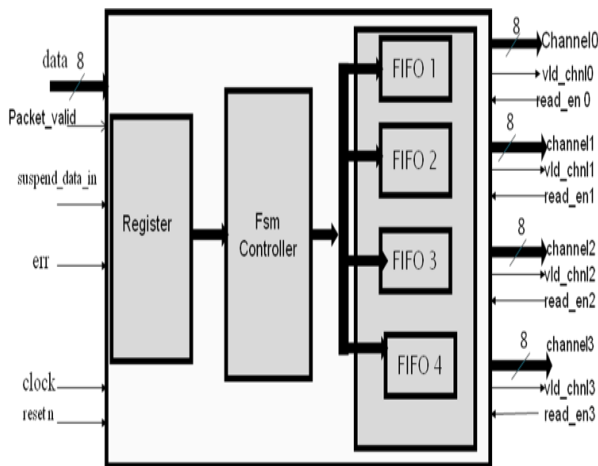 data 8
Packet_valid
suspend_data_in
err
clock
resetn
Register
Fsm
Controller
FIFO 1
FIFO 2
FIFO 3
FIFO 4
8
Channel0
vld_chnl0
read_en 0
8
channel1
vld_chnl1
read_en1
8
channel2
vld_chnl2
read_en2
8
channel3
vld_chnl3
read_en3